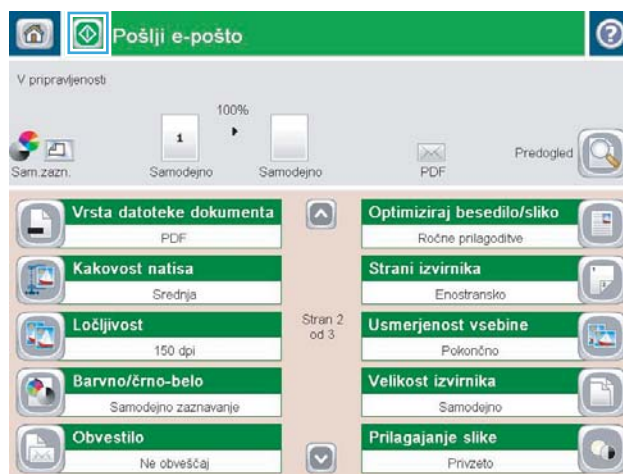 Pošlji e-pošto
?
V pripravljenosti
100%
1
Sam.zazn.
Samodejno
Samodejno
PDF
Predogled
Vrsta datoteke dokumenta
PDF
Kakovost natisa
Srednja
Ločljivost
150 dpi
Barvno/črno-belo
Samodejno zaznavanje
Obvestilo
Ne obveščaj
Stran 2
od 3
Optimiziraj besedilo/sliko
Ročne prilagoditve
Strani izvirnika
Enostransko
Usmerjenost vsebine
Pokončno
Velikost izvirnika
Samodejno
Prilagajanje slike
Privzeto